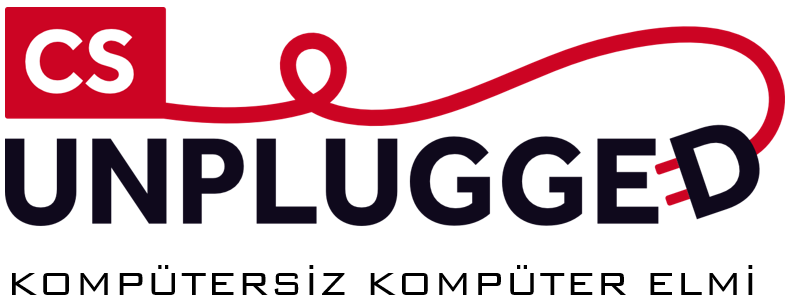 CS
UNPLUGGED
KOMPÜTERSİZ KOMPÜTER ELMİ